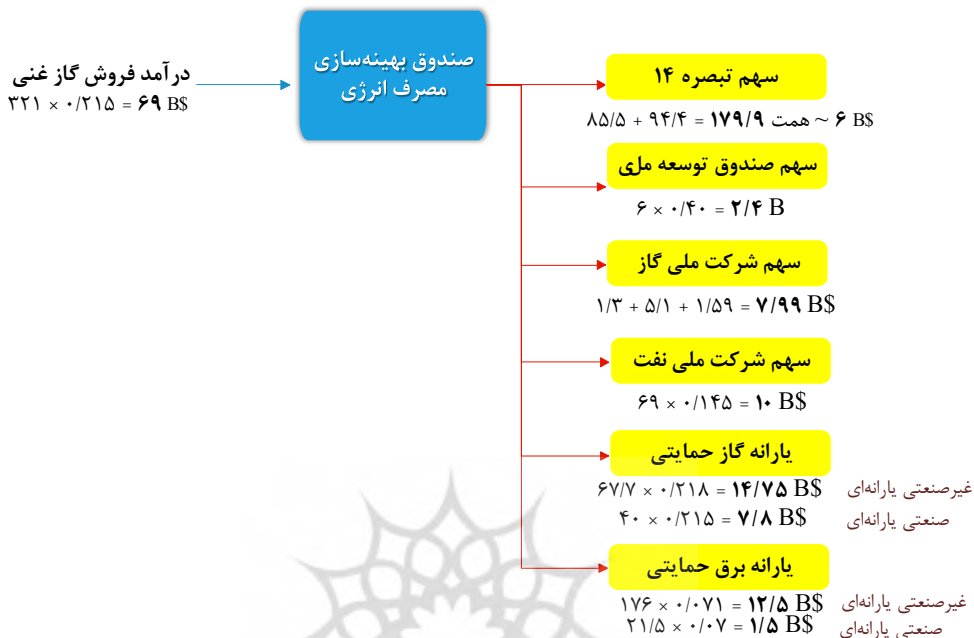 درآمد فروش گاز غنی
۳۲۱ × ۰/۲۱۵ = ۶۹ B$
صندوق بهینه‌سازی
مصرف انرژی
سهم تبصره ۱۴
۸۵/۵ + ۹۴/۴ = ۱۷۹/۹ همت ~ ۶ B$
سهم صندوق توسعه ملی
۶ × ۰/۴۰ = ۲/۴ B
سهم شرکت ملی گاز
۱/۳ + ۵/۱ + ۱/۵۹ = ۷/۹۹ B$
سهم شرکت ملی نفت
۶۹ × ۰/۱۴۵ = ۱۰ B$
یارانه گاز حمایتی
۶۷/۷ × ۰/۲۱۸ = ۱۴/۷۵ B$ غیرصنعتی یارانه‌ای
۴۰ × ۰/۲۱۵ = ۷/۸ B$ صنعتی یارانه‌ای
یارانه برق حمایتی
۱۷۶ × ۰/۰۷۱ = ۱۲/۵ B$ غیرصنعتی یارانه‌ای
۲۱/۵ × ۰/۰۷ = ۱/۵ B$ صنعتی یارانه‌ای